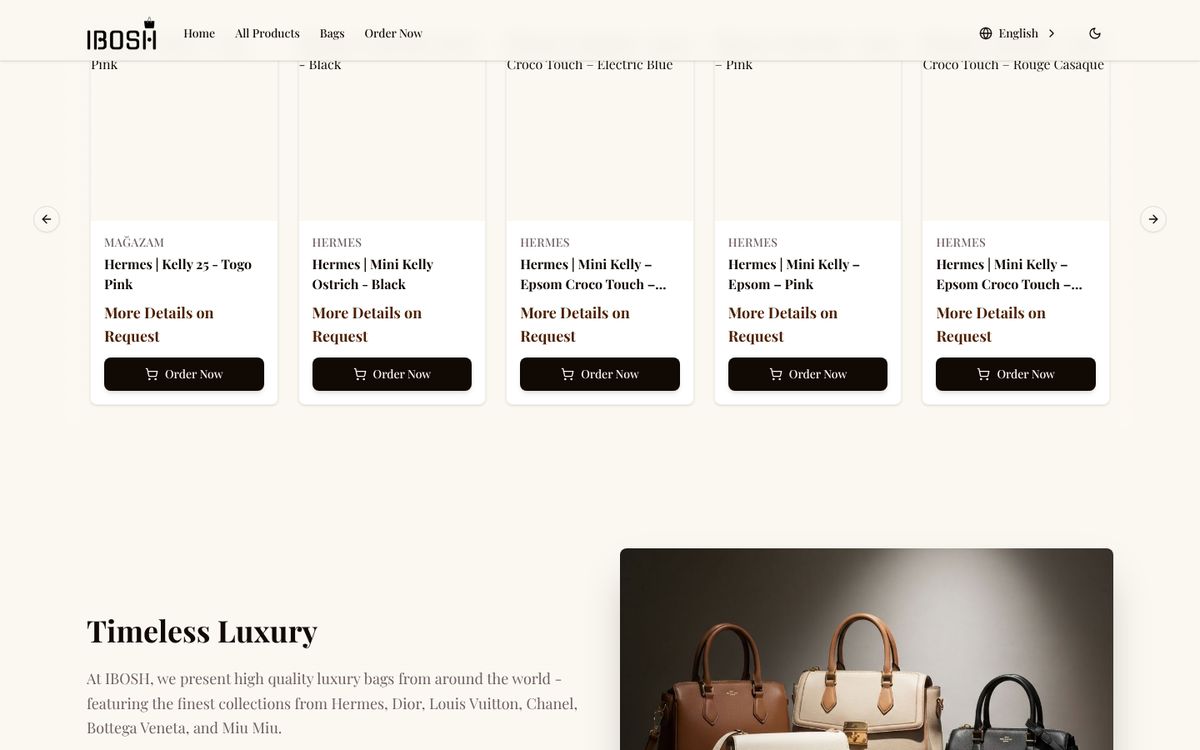 IBOSH
Home
All Products
Bags
Order Now
English
Pink
- Black
Croco Touch – Electric Blue
– Pink
Croco Touch – Rouge Casaque
MAĞAZAM
Hermes | Kelly 25 - Togo
Pink
More Details on
Request
Order Now
HERMES
Hermes | Mini Kelly
Ostrich - Black
More Details on
Request
Order Now
HERMES
Hermes | Mini Kelly –
Epsom Croco Touch –...
More Details on
Request
Order Now
HERMES
Hermes | Mini Kelly –
Epsom – Pink
More Details on
Request
Order Now
HERMES
Hermes | Mini Kelly –
Epsom Croco Touch –...
More Details on
Request
Order Now
Timeless Luxury
At IBOSH, we present high quality luxury bags from around the world -
featuring the finest collections from Hermes, Dior, Louis Vuitton, Chanel,
Bottega Veneta, and Miu Miu.